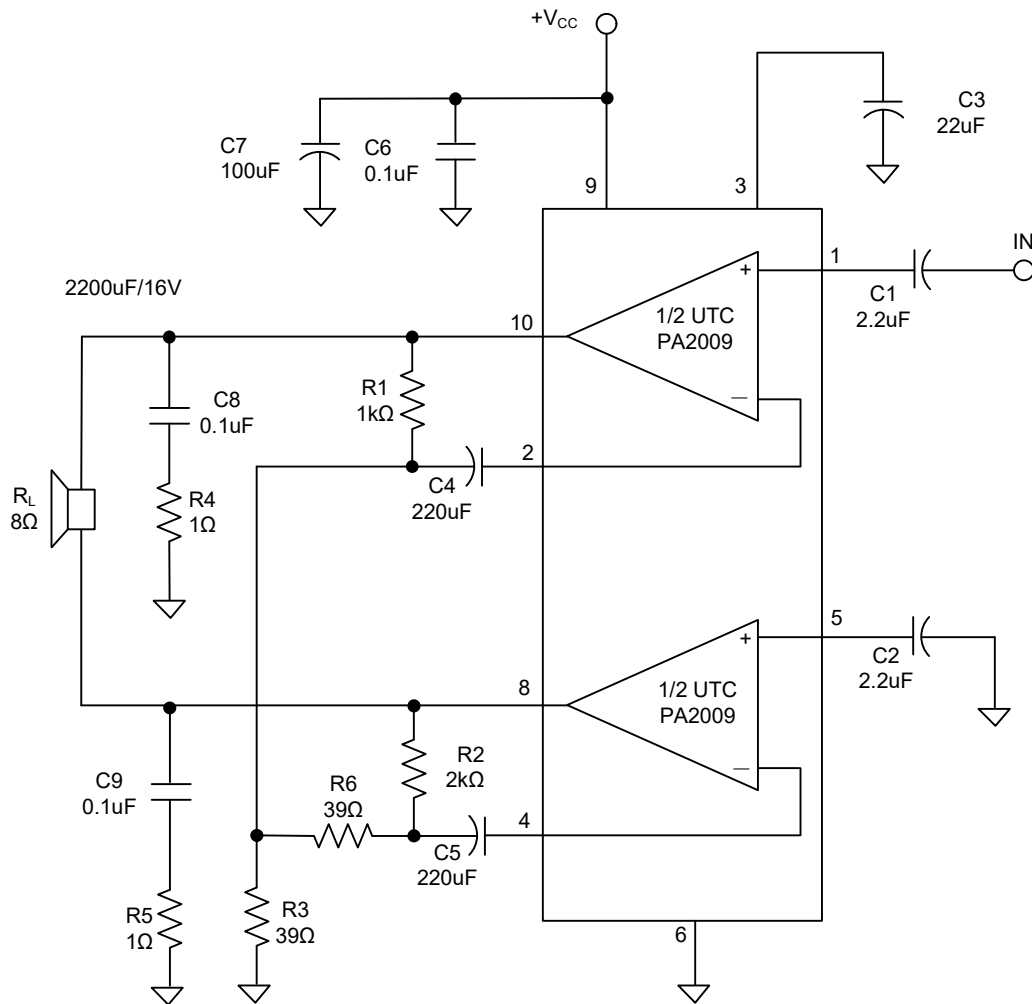 +VCC
C3
22uF
C7
100uF
C6
0.1uF
9
3
IN
1
C1
2.2uF
2200uF/16V
10
+
1/2 UTC
PA2009
—
R1
1kΩ
C8
0.1uF
2
C4
220uF
RL
8Ω
R4
1Ω
5
C2
2.2uF
+
1/2 UTC
PA2009
—
8
R2
2kΩ
C9
0.1uF
R6
39Ω
4
C5
220uF
R5
1Ω
R3
39Ω
6